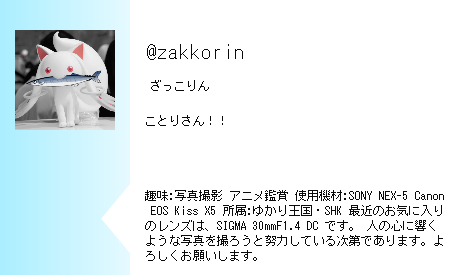 @zakkorin
ざっこりん
ことりさん！！
趣味:写真撮影 アニメ鑑賞 使用機材:SONY NEX-5 Canon
EOS Kiss X5 所属:ゆかり王国・SHK 最近のお気に入り
のレンズは、SIGMA 30mmF1.4 DC です。 人の心に響く
ような写真を撮ろうと努力している次第であります。よ
ろしくお願いします。